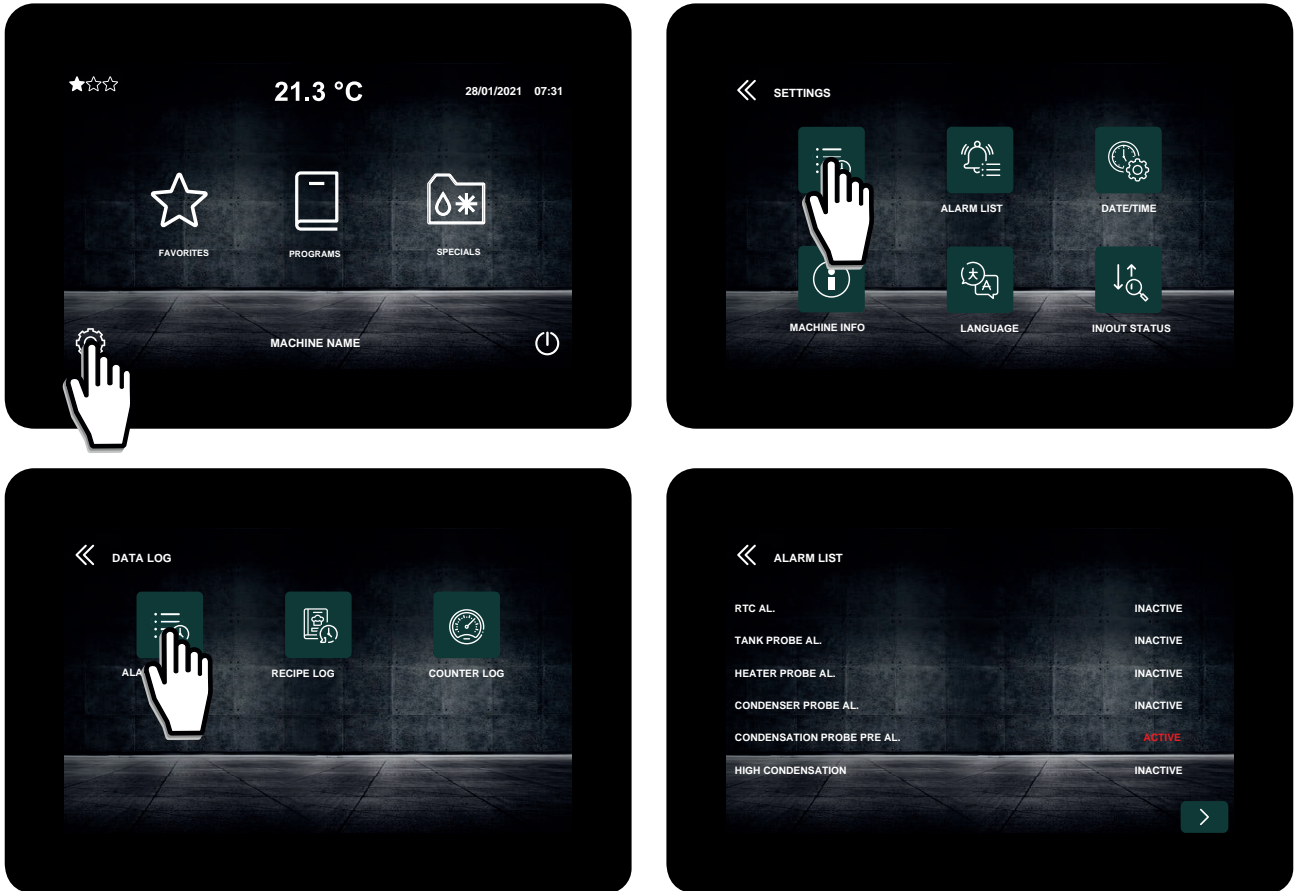 21.3 °C
28/01/2021 07:31
FAVORITES
PROGRAMS
SPECIALS
MACHINE NAME
SETTINGS
ALARM LIST
DATE/TIME
MACHINE INFO
LANGUAGE
IN/OUT STATUS
DATA LOG
RECIPE LOG
COUNTER LOG
ALARM LIST
RTC AL. INACTIVE
TANK PROBE AL. INACTIVE
HEATER PROBE AL. INACTIVE
CONDENSER PROBE AL. INACTIVE
CONDENSATION PROBE PRE AL. ACTIVE
HIGH CONDENSATION INACTIVE